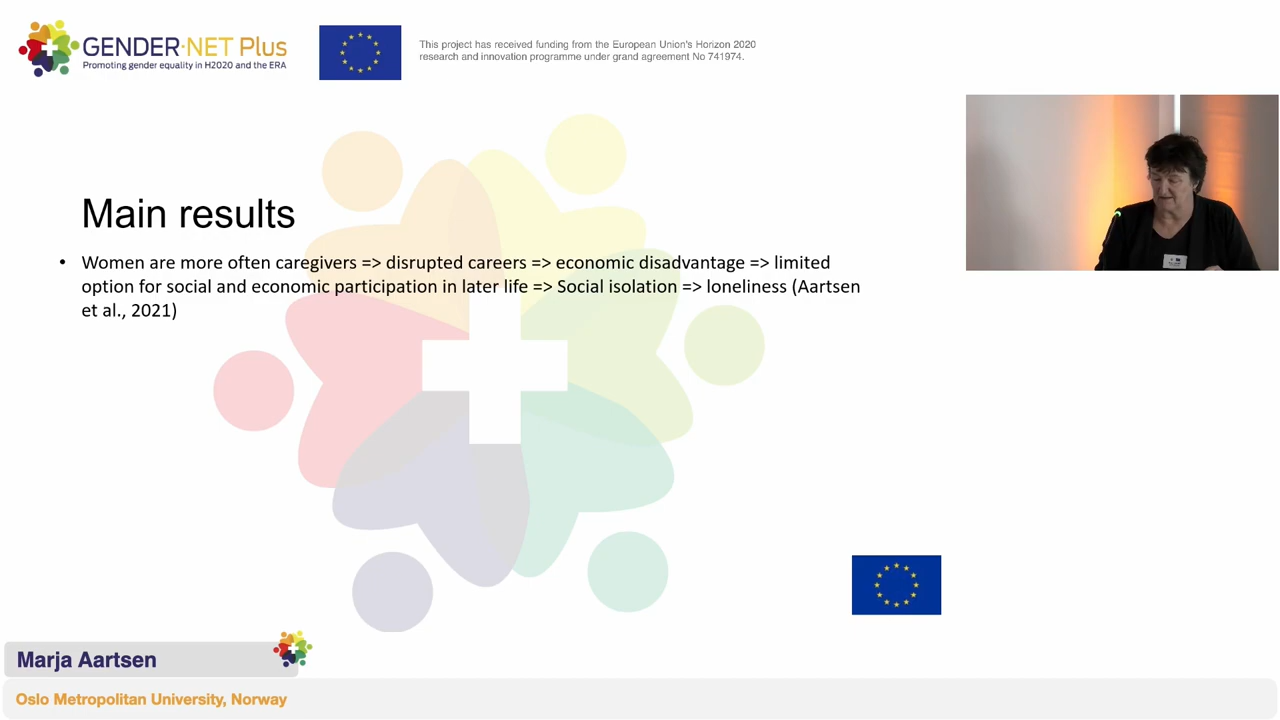 GENDER·NET Plus
Promoting gender equality in H2020 and the ERA
This project has received funding from the European Union's Horizon 2020
research and innovation programme under grand agreement No 741974.
Main results
• Women are more often caregivers => disrupted careers => economic disadvantage => limited
option for social and economic participation in later life => Social isolation => loneliness (Aartsen
et al., 2021)
Marja Aartsen
Oslo Metropolitan University, Norway